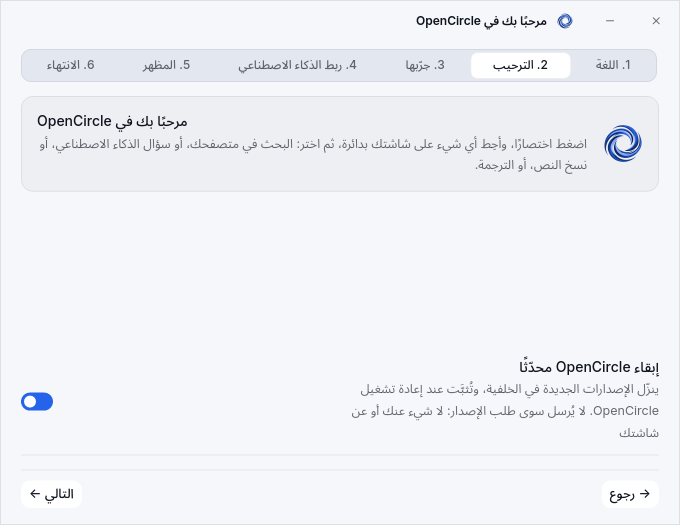 مرحبًا بك في OpenCircle
1. اللغة
2. الترحيب
3. جرّبها
4. ربط الذكاء الاصطناعي
5. المظهر
6. الانتهاء
مرحبًا بك في OpenCircle
اضغط اختصارًا، وأحِط أي شيء على شاشتك بدائرة، ثم اختر: البحث في متصفحك، أو سؤال الذكاء الاصطناعي، أو
نسخ النص، أو الترجمة.
إبقاء OpenCircle محدّثًا
ينزّل الإصدارات الجديدة في الخلفية، وتُثبَّت عند إعادة تشغيل
OpenCircle. لا يُرسل سوى طلب الإصدار: لا شيء عنك أو عن
شاشتك
→ رجوع
التالي ←